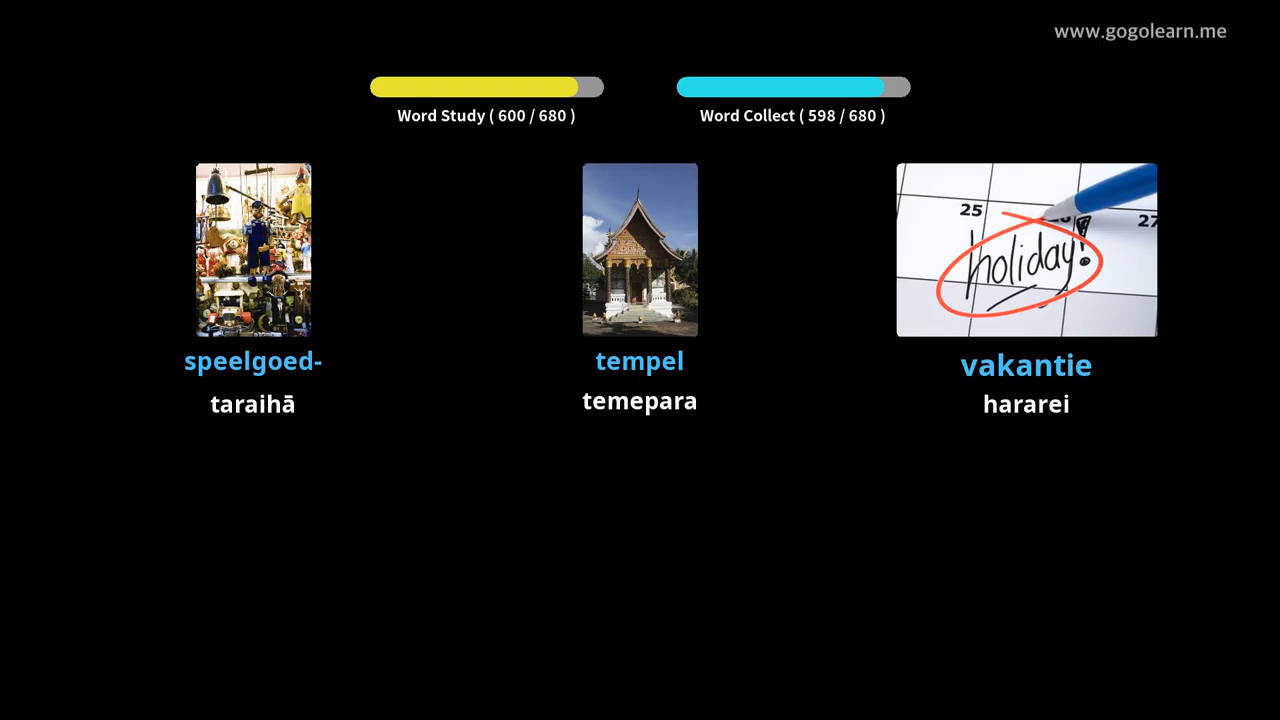 www.gogolearn.me
Word Study ( 600 / 680 )
Word Collect ( 598 / 680 )
25
27
holiday!
speelgoed-
tempel
vakantie
taraihā
temepara
hararei